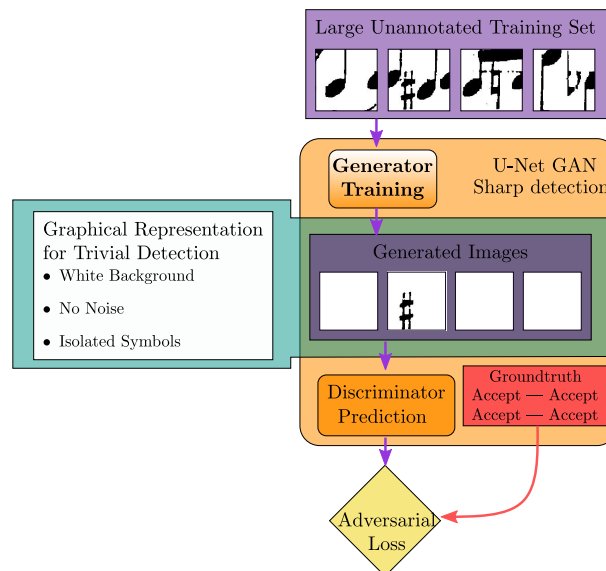 Large Unannotated Training Set
Generator
Training
U-Net GAN
Sharp detection
Graphical Representation
for Trivial Detection
• White Background
• No Noise
• Isolated Symbols
Generated Images
Discriminator
Prediction
Groundtruth
Accept — Accept
Accept — Accept
Adversarial
Loss